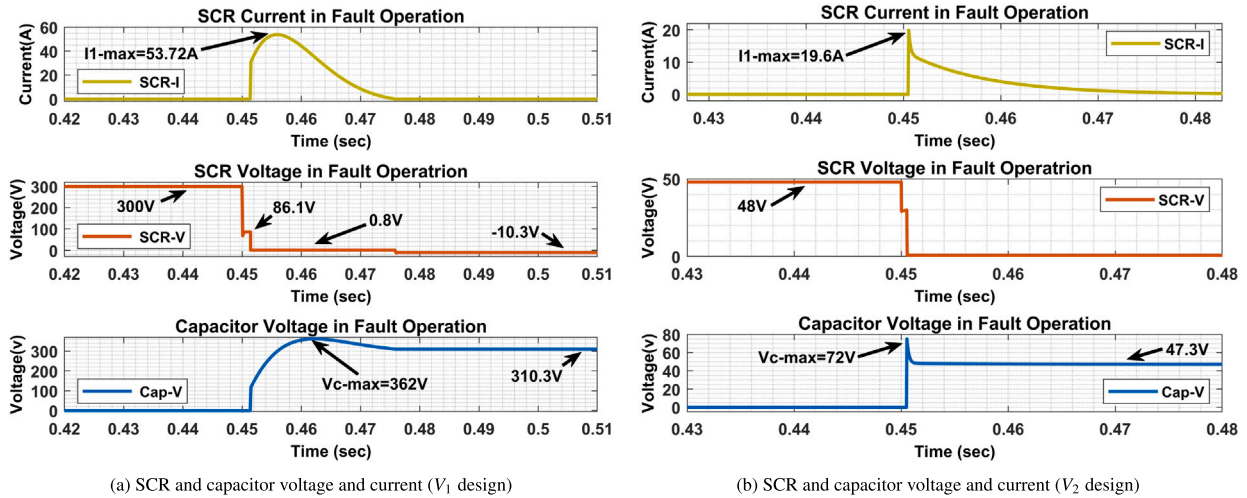 SCR Current in Fault Operation
Current(A)
60
40
20
0
I1-max=53.72A
SCR-I
0.42 0.43 0.44 0.45 0.46 0.47 0.48 0.49 0.5 0.51
Time (sec)
SCR Voltage in Fault Operatrion
Voltage(v)
300
200
100
0
300V
86.1V
0.8V
-10.3V
SCR-V
0.42 0.43 0.44 0.45 0.46 0.47 0.48 0.49 0.5 0.51
Time (sec)
Capacitor Voltage in Fault Operation
Voltage(v)
300
200
100
0
Vc-max=362V
310.3V
Cap-V
0.42 0.43 0.44 0.45 0.46 0.47 0.48 0.49 0.5 0.51
Time (sec)
(a) SCR and capacitor voltage and current (V1 design)
SCR Current in Fault Operation
Current(A)
20
10
0
I1-max=19.6A
SCR-I
0.43 0.44 0.45 0.46 0.47 0.48
Time (sec)
SCR Voltage in Fault Operation
Voltage(v)
50
0
48V
SCR-V
0.43 0.44 0.45 0.46 0.47 0.48
Time (sec)
Capacitor Voltage in Fault Operation
Voltage(v)
80
60
40
20
0
Vc-max=72V
47.3V
Cap-V
0.43 0.44 0.45 0.46 0.47 0.48
Time (sec)
(b) SCR and capacitor voltage and current (V2 design)